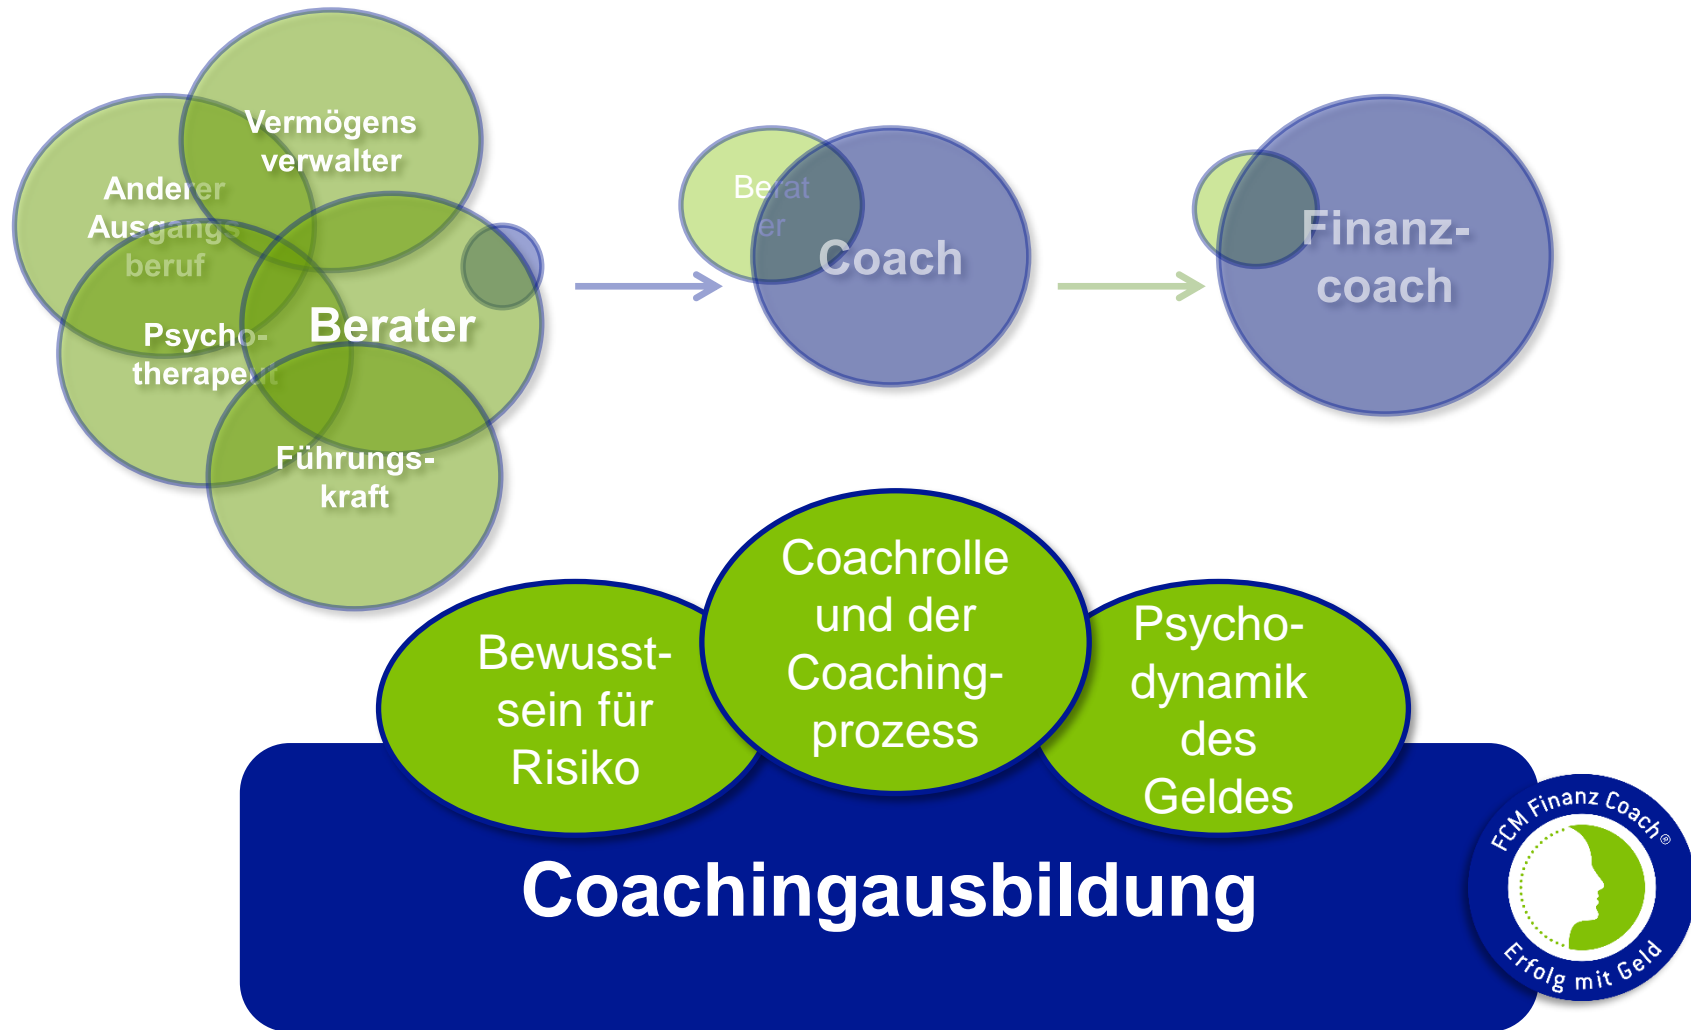 Vermögens
verwalter
Anderer
Ausgangs
beruf
Psycho-
therapeut
Berater
Führungs-
kraft
Berat
er
Coach
Finanz-
coach
Bewusst-
sein für
Risiko
Coachrolle
und der
Coaching-
prozess
Psycho-
dynamik
des
Geldes
Coachingausbildung
FCM Finanz Coach®
Erfolg mit Geld